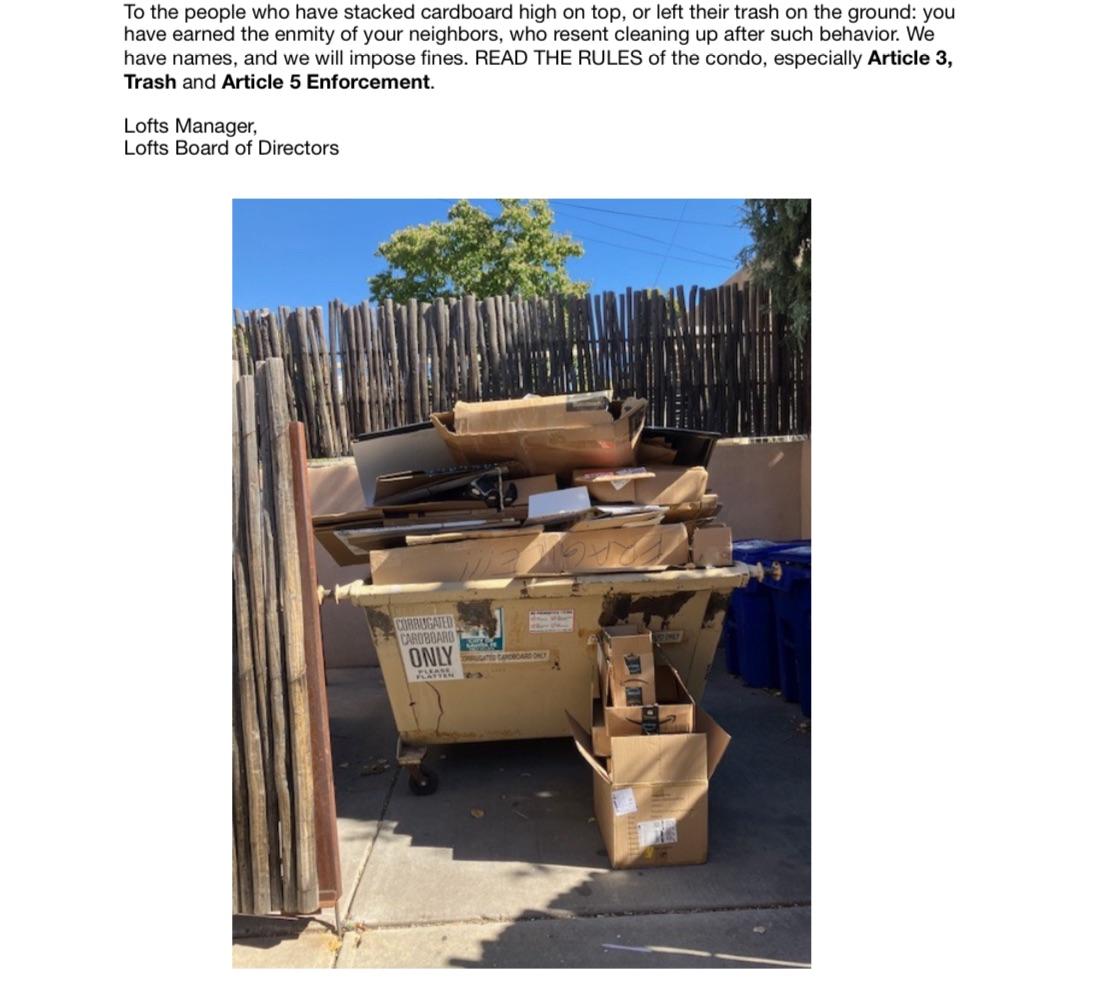 To the people who have stacked cardboard high on top, or left their trash on the ground: you
have earned the enmity of your neighbors, who resent cleaning up after such behavior. We
have names, and we will impose fines. READ THE RULES of the condo, especially Article 3,
Trash and Article 5 Enforcement.
Lofts Manager,
Lofts Board of Directors
FRAGILE!!!
CORRUGATED
CARDBOARD
ONLY
PLEASE
FLATTEN
CORRUGATED CARDBOARD ONLY
ONLY